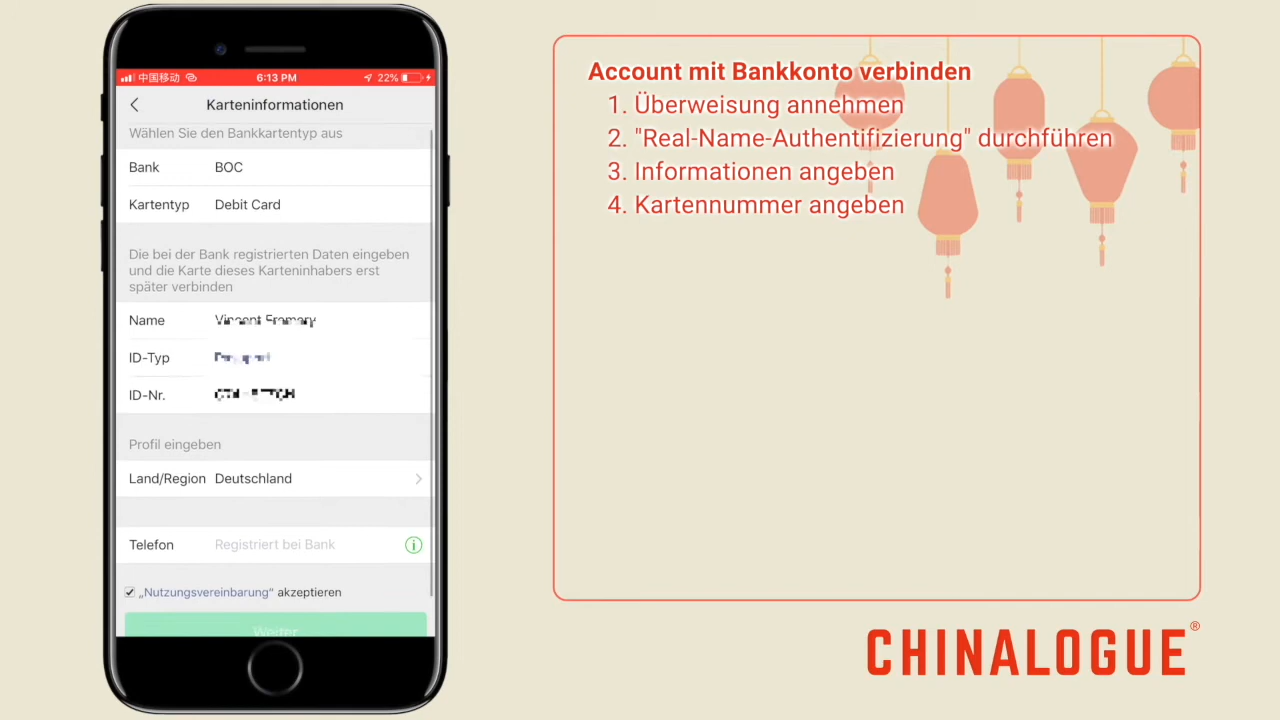 中国移动 6:13 PM 22%
Karteninformationen
Wählen Sie den Bankkartentyp aus
Bank BOC
Kartentyp Debit Card
Die bei der Bank registrierten Daten eingeben
und die Karte dieses Karteninhabers erst
später verbinden
Name
ID-Typ
ID-Nr.
Profil eingeben
Land/Region Deutschland
Telefon Registriert bei Bank
„Nutzungsvereinbarung“ akzeptieren
Weiter
Account mit Bankkonto verbinden
1. Überweisung annehmen
2. "Real-Name-Authentifizierung" durchführen
3. Informationen angeben
4. Kartennummer angeben
CHINALOGUE®